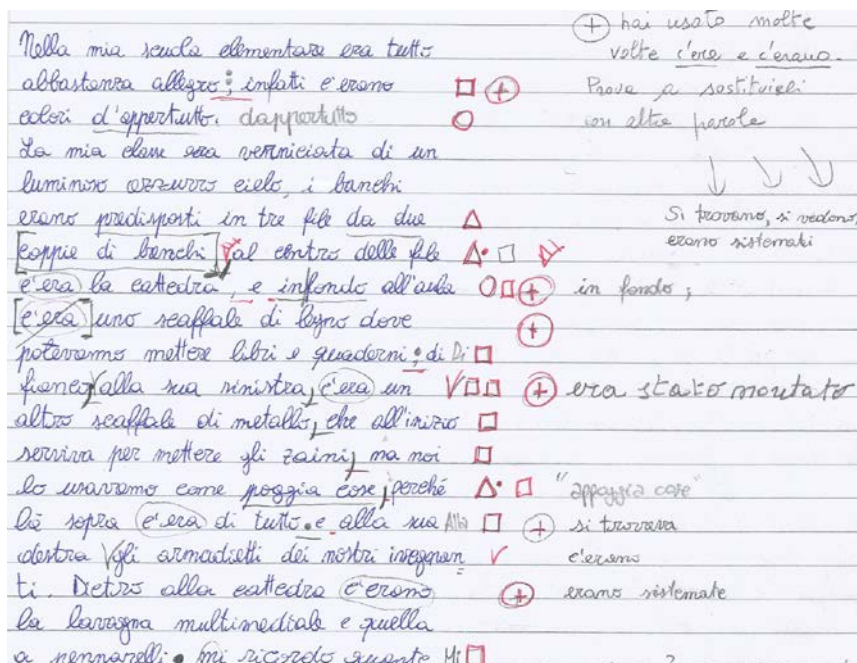 Nella mia scuola elementare era tutto
abbastanza allegro; infatti c'erano
colori d'appertutto. dappertutto
La mia classe era verniciata di un
luminoso azzurro cielo, i banchi
erano predisposti in tre file da due
[coppie di banchi] al centro delle file
c'era la cattedra, e infondo all'aula
[c'era] uno scaffale di legno dove
potevamo mettere libri e quaderni; di Di
fianco, alla sua sinistra, c'era un
altro scaffale di metallo, che all'inizio
serviva per mettere gli zaini, ma noi
lo usavamo come poggia cose, perché
là sopra c'era di tutto. e alla sua Alla
destra gli armadietti dei nostri insegnan
ti. Dietro alla cattedra c'erano
la lavagna multimediale e quella
a pennarelli. mi ricordo quante Mi
+ hai usato molte
volte c'era e c'erano.
Prova a sostituirli
con altre parole
Si trovano, si vedono,
erano sistemati
+
in fondo ;
+
+ era stato montato
"appoggia cose"
+ si trovava
c'erano
+ erano sistemate